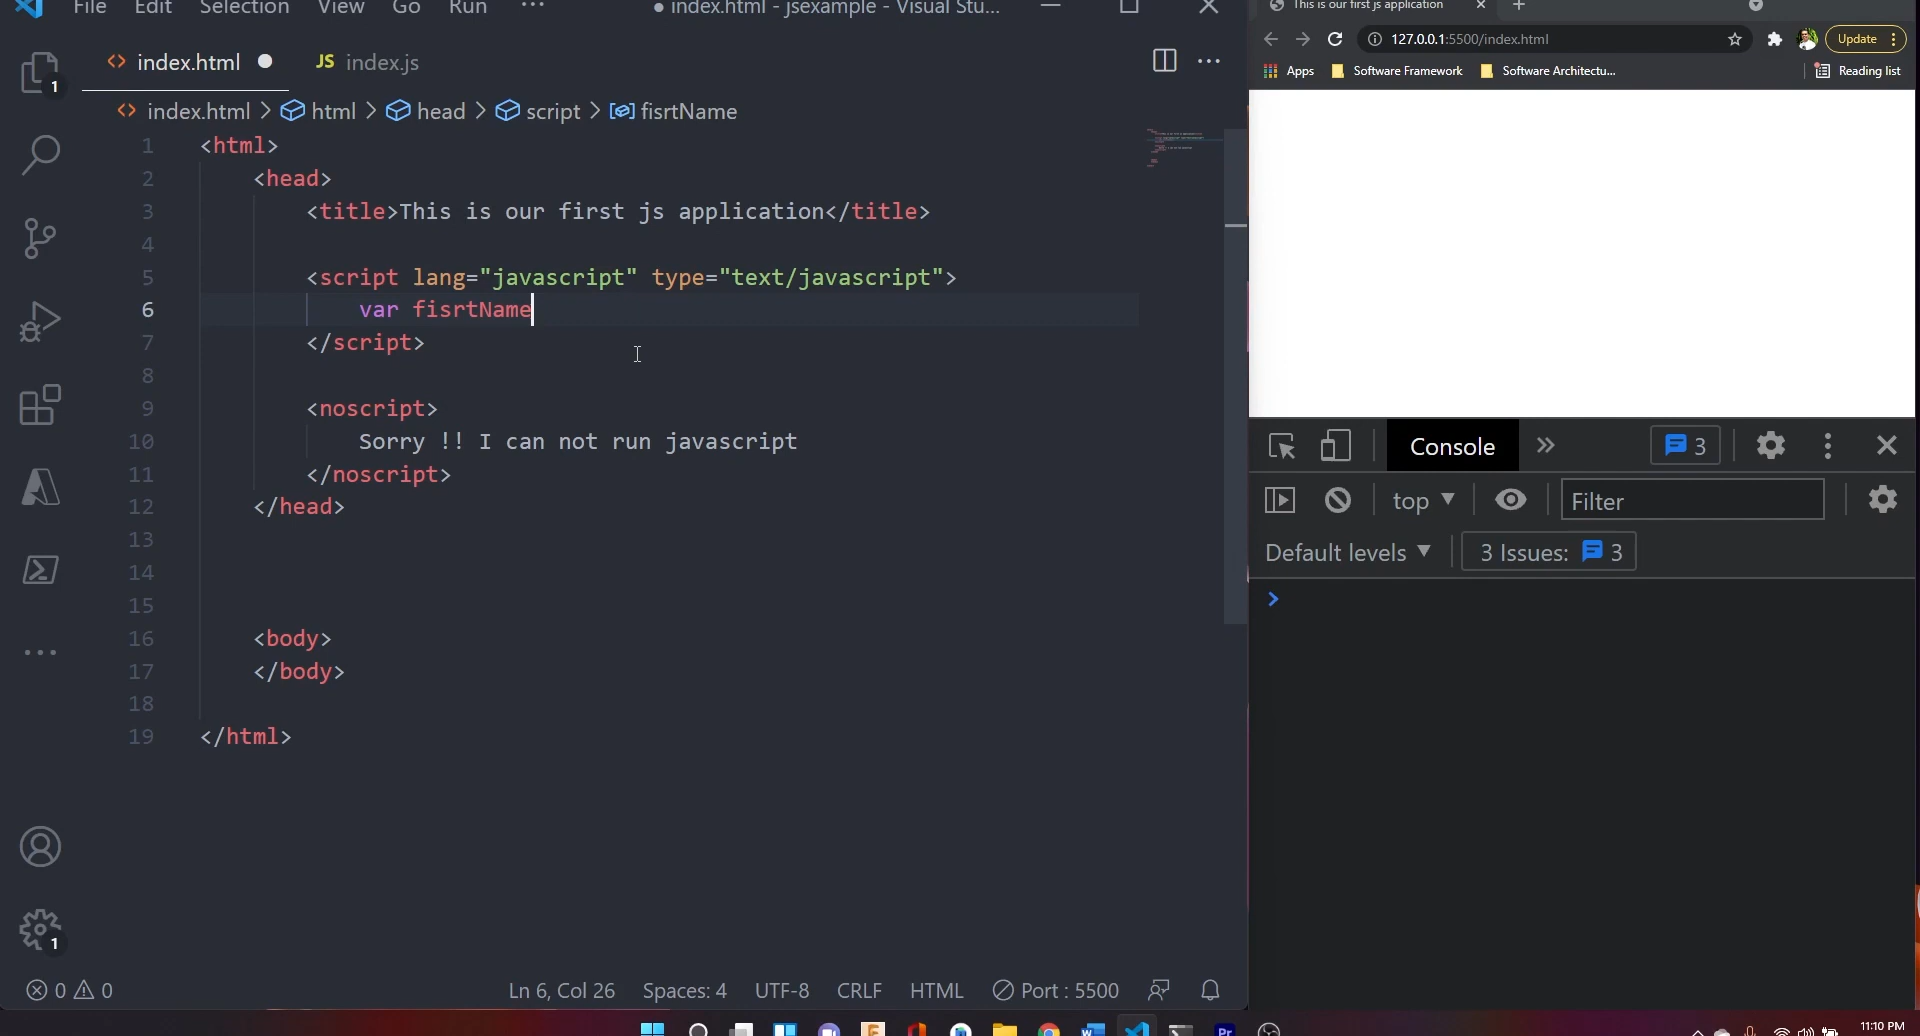 File Edit Selection View Go Run ··· ● index.html - jsexample - Visual Stu...
<> index.html ● JS index.js
<> index.html > html > head > script > fisrtName
1 <html>
2 <head>
3 <title>This is our first js application</title>
4
5 <script lang="javascript" type="text/javascript">
6 var fisrtName
7 </script>
8
9 <noscript>
10 Sorry !! I can not run javascript
11 </noscript>
12 </head>
13
14
15
16 <body>
17 </body>
18
19 </html>
1
1
0 0 Ln 6, Col 26 Spaces: 4 UTF-8 CRLF HTML Port : 5500
This is our first js application
127.0.0.1:5500/index.html Update
Apps Software Framework Software Architectu... Reading list
Console » 3
top Filter
Default levels 3 Issues: 3
>
W Pr 11:10 PM